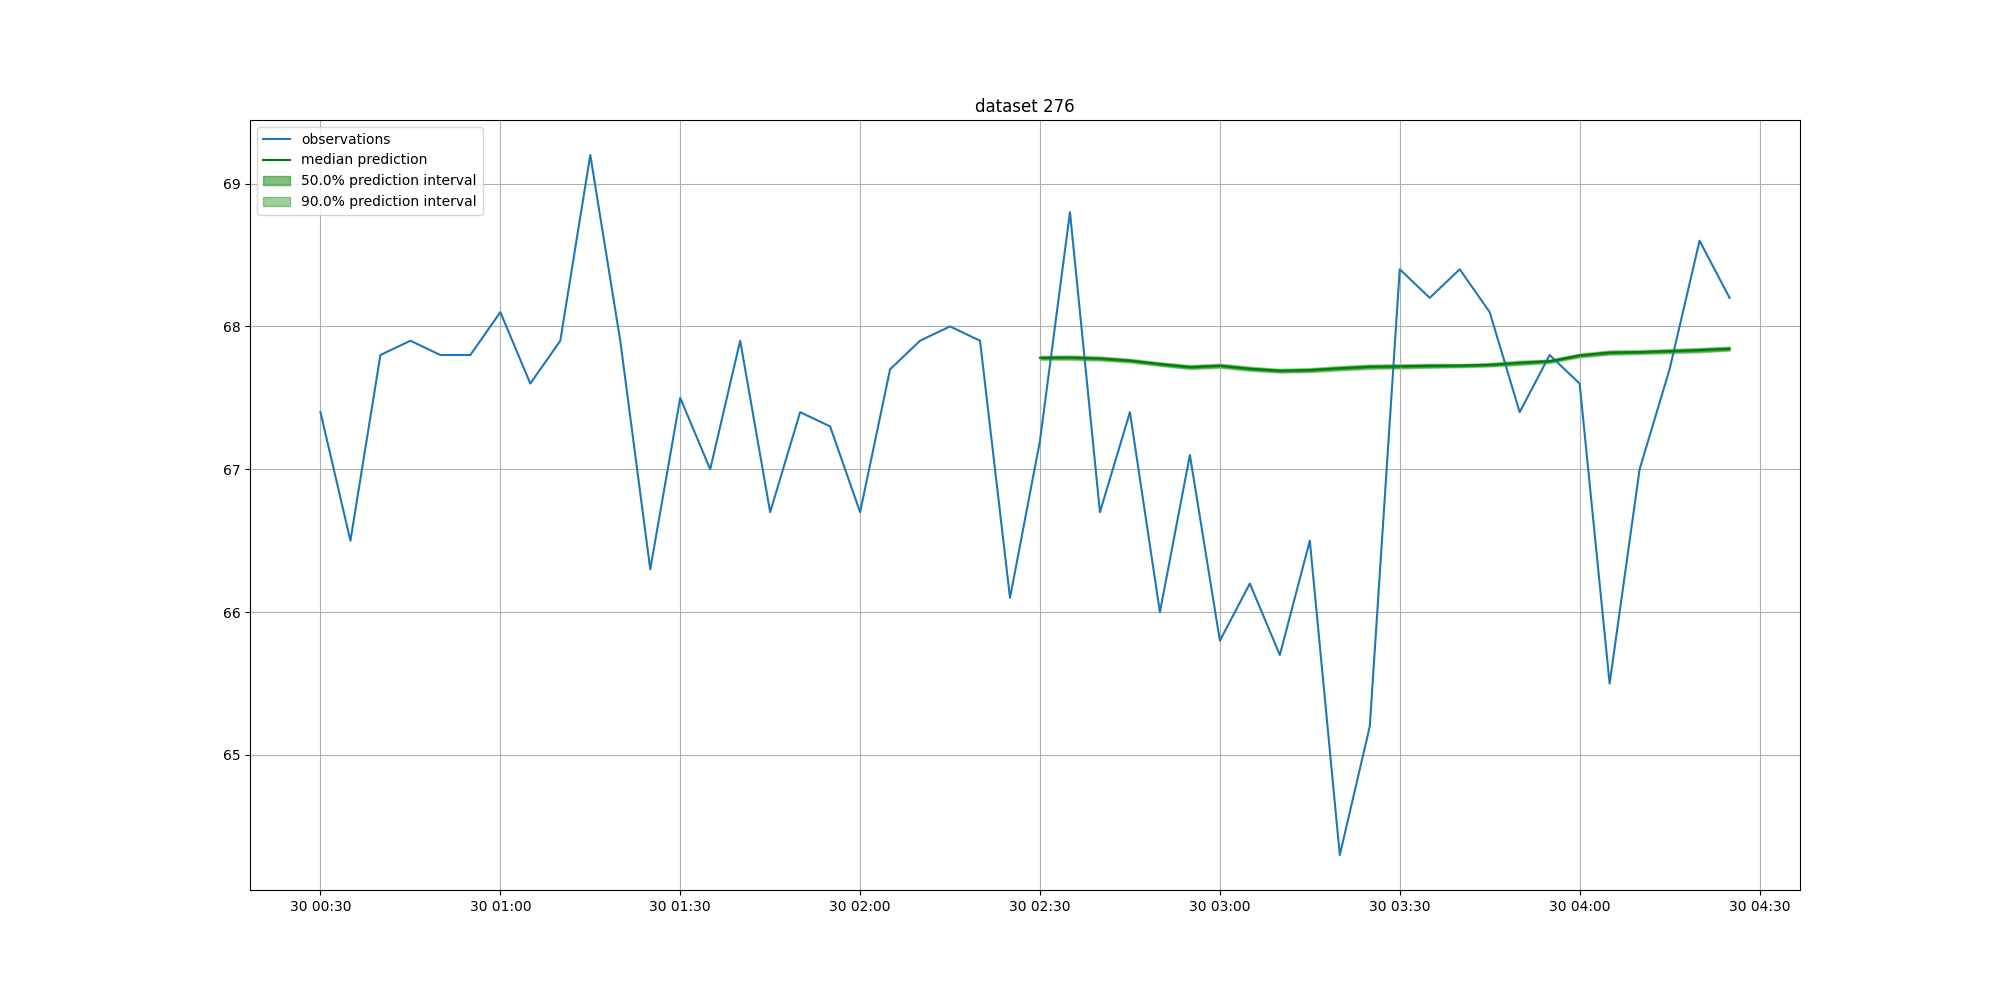 dataset 276
observations
median prediction
50.0% prediction interval
90.0% prediction interval
69
68
67
66
65
30 00:30 30 01:00 30 01:30 30 02:00 30 02:30 30 03:00 30 03:30 30 04:00 30 04:30